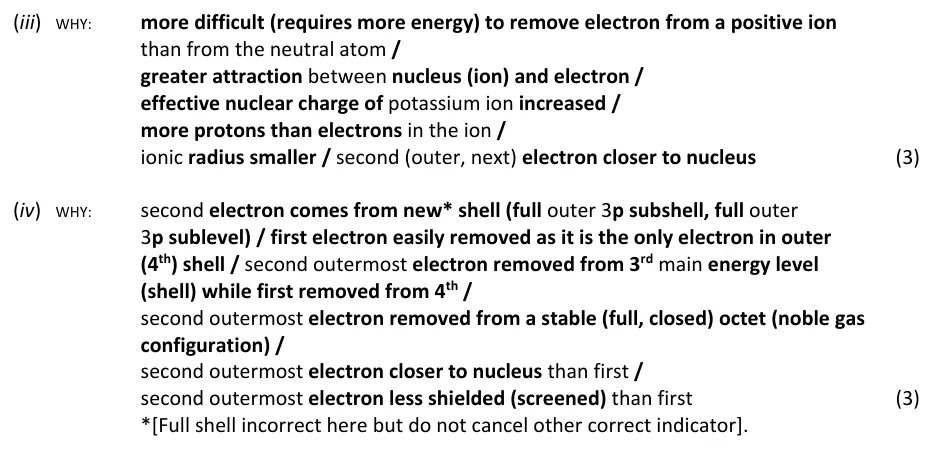 (iii) WHY: more difficult (requires more energy) to remove electron from a positive ion
than from the neutral atom /
greater attraction between nucleus (ion) and electron /
effective nuclear charge of potassium ion increased /
more protons than electrons in the ion /
ionic radius smaller / second (outer, next) electron closer to nucleus (3)
(iv) WHY: second electron comes from new* shell (full outer 3p subshell, full outer
3p sublevel) / first electron easily removed as it is the only electron in outer
(4th) shell / second outermost electron removed from 3rd main energy level
(shell) while first removed from 4th /
second outermost electron removed from a stable (full, closed) octet (noble gas
configuration) /
second outermost electron closer to nucleus than first /
second outermost electron less shielded (screened) than first (3)
*[Full shell incorrect here but do not cancel other correct indicator].